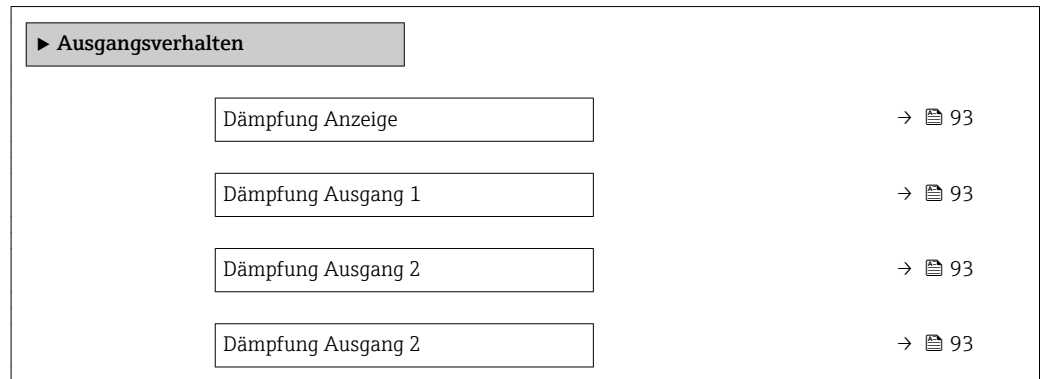 ▶ Ausgangsverhalten
Dämpfung Anzeige → 93
Dämpfung Ausgang 1 → 93
Dämpfung Ausgang 2 → 93
Dämpfung Ausgang 2 → 93